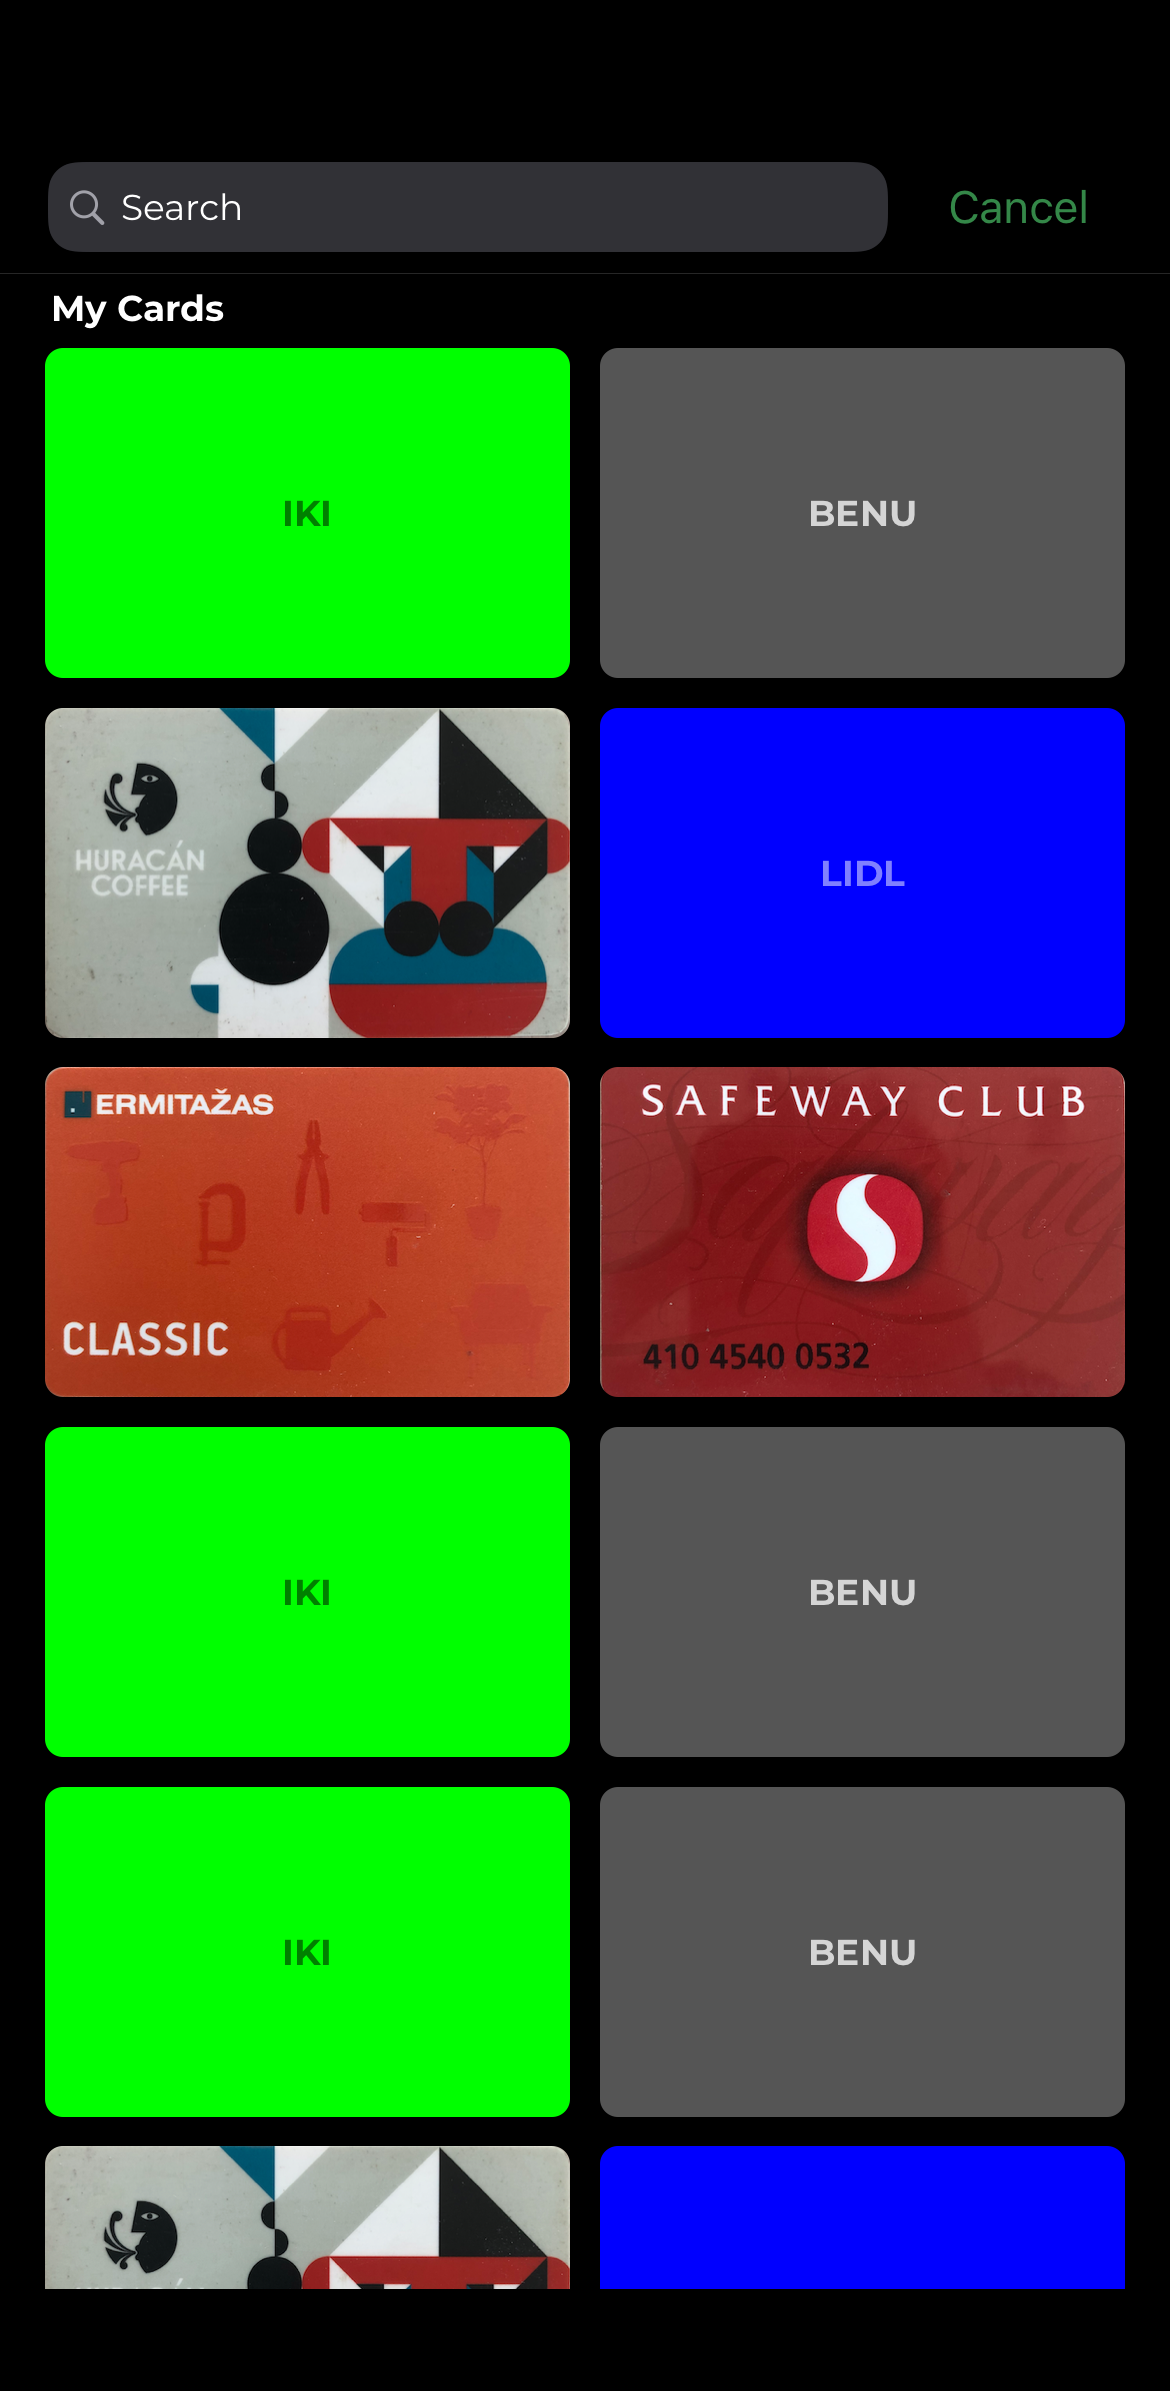 Search
Cancel
My Cards
IKI
BENU
HURACÁN
COFFEE
LIDL
ERMITAŽAS
CLASSIC
SAFEWAY CLUB
410 4540 0532
IKI
BENU
IKI
BENU